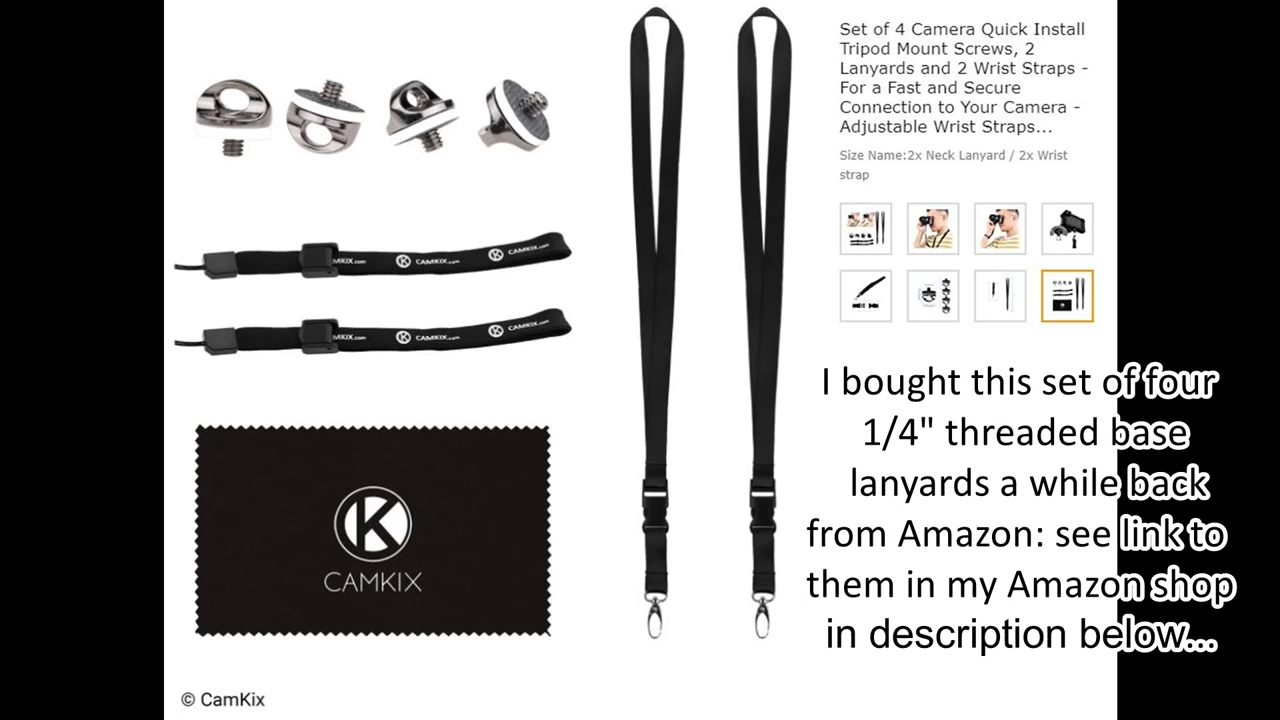 Set of 4 Camera Quick Install
Tripod Mount Screws, 2
Lanyards and 2 Wrist Straps -
For a Fast and Secure
Connection to Your Camera -
Adjustable Wrist Straps...
Size Name:2x Neck Lanyard / 2x Wrist
strap
MKIX.com
K CAMKIX.com
K CAMKIX.com
MKIX.com
K CAMKIX.com
K CAMKIX.com
K
CAMKIX
I bought this set of four
1/4" threaded base
lanyards a while back
from Amazon: see link to
them in my Amazon shop
in description below...
© CamKix